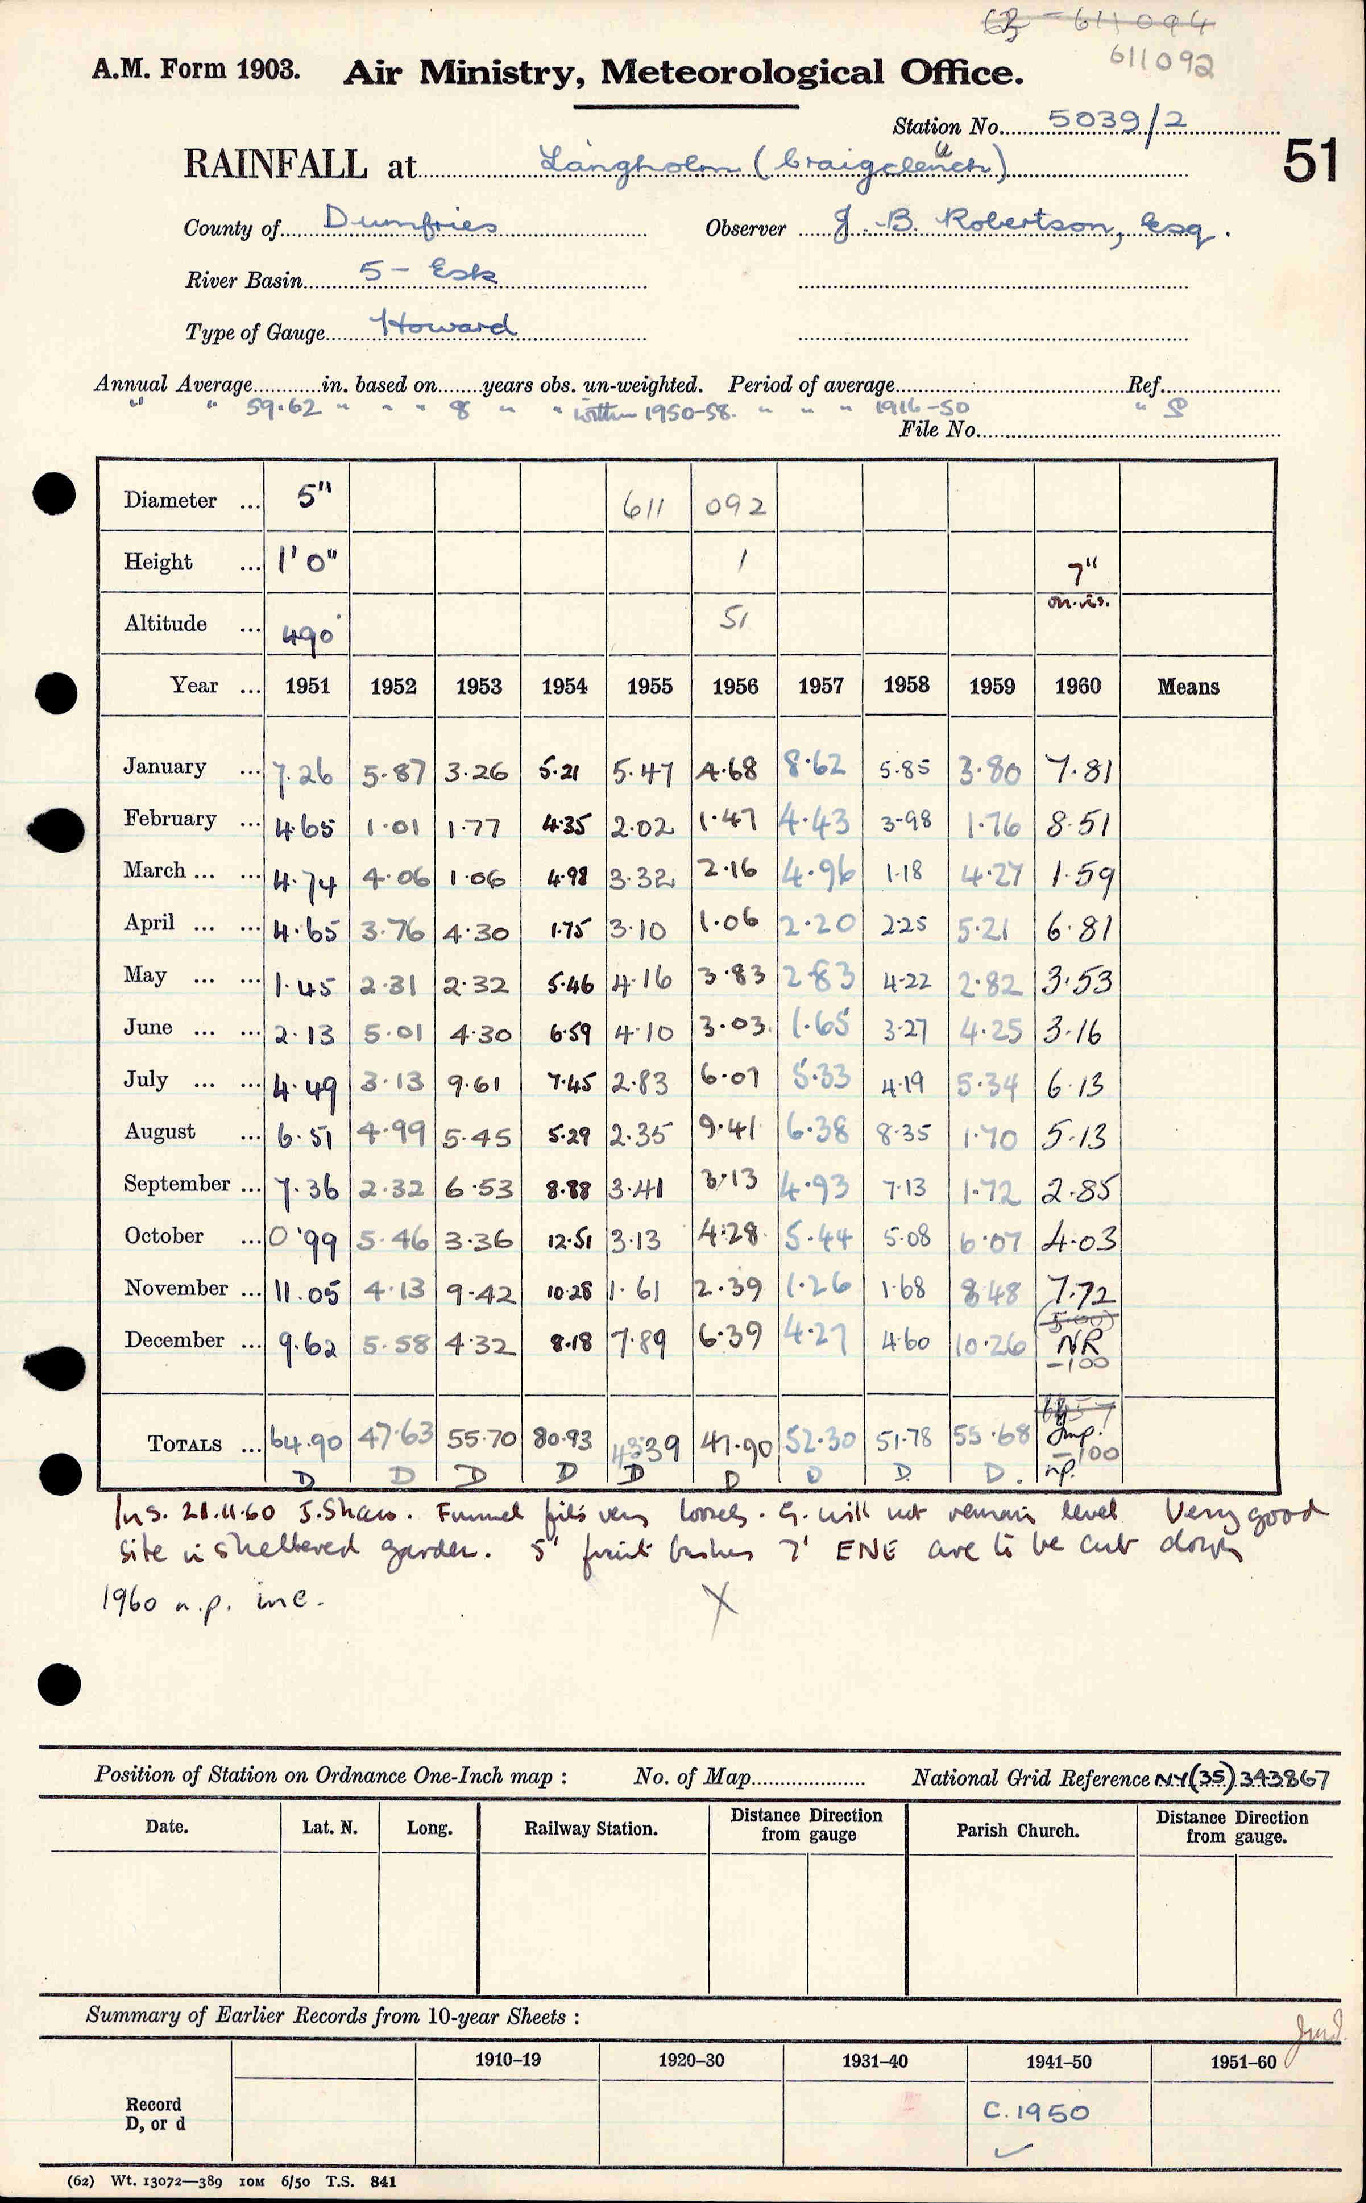 611094
611092
A.M. Form 1903. Air Ministry, Meteorological Office.
Station No. 5039/2
51
RAINFALL at Langholm (Craigcleuch)
County of Dumfries Observer J. B. Robertson, Esq.
River Basin 5 - Esk
Type of Gauge Howard
Annual Average in. based on years obs. un-weighted. Period of average Ref.
" " 59.62 " " " 8 " " within 1950-58. " " " 1916-50 "
File No.
Diameter ... 5" 611 092
Height ... 1' 0" 1 7"
on.vis.
Altitude ... 490' 51
Year ... 1951 1952 1953 1954 1955 1956 1957 1958 1959 1960 Means
January ... 7.26 5.87 3.26 5.21 5.47 4.68 8.62 5.85 3.80 7.81
February ... 4.65 1.01 1.77 4.35 2.02 1.47 4.43 3.98 1.76 8.51
March ... ... 4.74 4.06 1.06 4.98 3.32 2.16 4.96 1.18 4.27 1.59
April ... ... 4.65 3.76 4.30 1.75 3.10 1.06 2.20 2.25 5.21 6.81
May ... ... 1.45 2.31 2.32 5.46 4.16 3.83 2.83 4.22 2.82 3.53
June ... ... 2.13 5.01 4.30 6.59 4.10 3.03 1.65 3.27 4.25 3.16
July ... ... 4.49 3.13 9.61 7.45 2.83 6.07 5.33 4.19 5.34 6.13
August ... 6.51 4.99 5.45 5.29 2.35 9.41 6.38 8.35 1.70 5.13
September ... 7.36 2.32 6.53 8.88 3.41 3.13 4.93 7.13 1.72 2.85
October ... 0.99 5.46 3.36 12.51 3.13 4.28 5.44 5.08 6.07 4.03
November ... 11.05 4.13 9.42 10.28 1.61 2.39 1.26 1.68 8.48 7.72
December ... 9.62 5.58 4.32 8.18 7.89 6.39 4.27 4.60 10.26 NR
-100
TOTALS ... 64.90 47.63 55.70 80.93 43.39 47.90 52.30 51.78 55.68 -100
D D D D D D D D D. np.
Ins. 21.11.60 J.Shaw. Funnel fits very loosely. G. will not remain level Very good
site in sheltered garden. 5' fruit bushes 7' ENE are to be cut down
1960 n.p. inc.
X
Position of Station on Ordnance One-Inch map : No. of Map National Grid Reference NY(35)343867
Date. Lat. N. Long. Railway Station. Distance Direction from gauge Parish Church. Distance Direction from gauge.
Summary of Earlier Records from 10-year Sheets :
1910–19 1920–30 1931–40 1941–50 1951–60
Record D, or d C.1950
(62) Wt. 13072—389 10M 6/50 T.S. 841